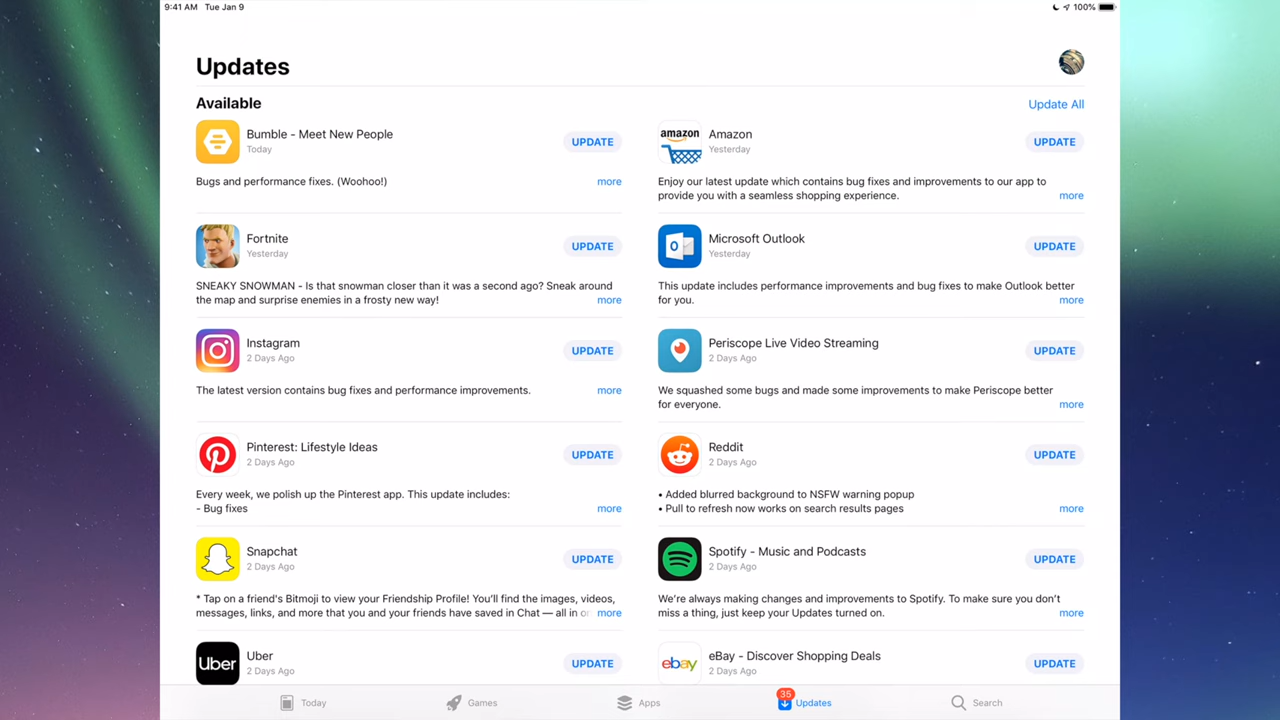 9:41 AM Tue Jan 9
100%
Updates
Available
Update All
Bumble - Meet New People
Today
UPDATE
Bugs and performance fixes. (Woohoo!)
more
amazon
Amazon
Yesterday
UPDATE
Enjoy our latest update which contains bug fixes and improvements to our app to
provide you with a seamless shopping experience.
more
Fortnite
Yesterday
UPDATE
SNEAKY SNOWMAN - Is that snowman closer than it was a second ago? Sneak around
the map and surprise enemies in a frosty new way!
more
Microsoft Outlook
Yesterday
UPDATE
This update includes performance improvements and bug fixes to make Outlook better
for you.
more
Instagram
2 Days Ago
UPDATE
The latest version contains bug fixes and performance improvements.
more
Periscope Live Video Streaming
2 Days Ago
UPDATE
We squashed some bugs and made some improvements to make Periscope better
for everyone.
more
Pinterest: Lifestyle Ideas
2 Days Ago
UPDATE
Every week, we polish up the Pinterest app. This update includes:
- Bug fixes
more
Reddit
2 Days Ago
UPDATE
• Added blurred background to NSFW warning popup
• Pull to refresh now works on search results pages
more
Snapchat
2 Days Ago
UPDATE
* Tap on a friend's Bitmoji to view your Friendship Profile! You'll find the images, videos,
messages, links, and more that you and your friends have saved in Chat — all in
more
Spotify - Music and Podcasts
2 Days Ago
UPDATE
We're always making changes and improvements to Spotify. To make sure you don't
miss a thing, just keep your Updates turned on.
more
Uber
Uber
2 Days Ago
UPDATE
ebay
eBay - Discover Shopping Deals
2 Days Ago
UPDATE
Today
Games
Apps
35
Updates
Search